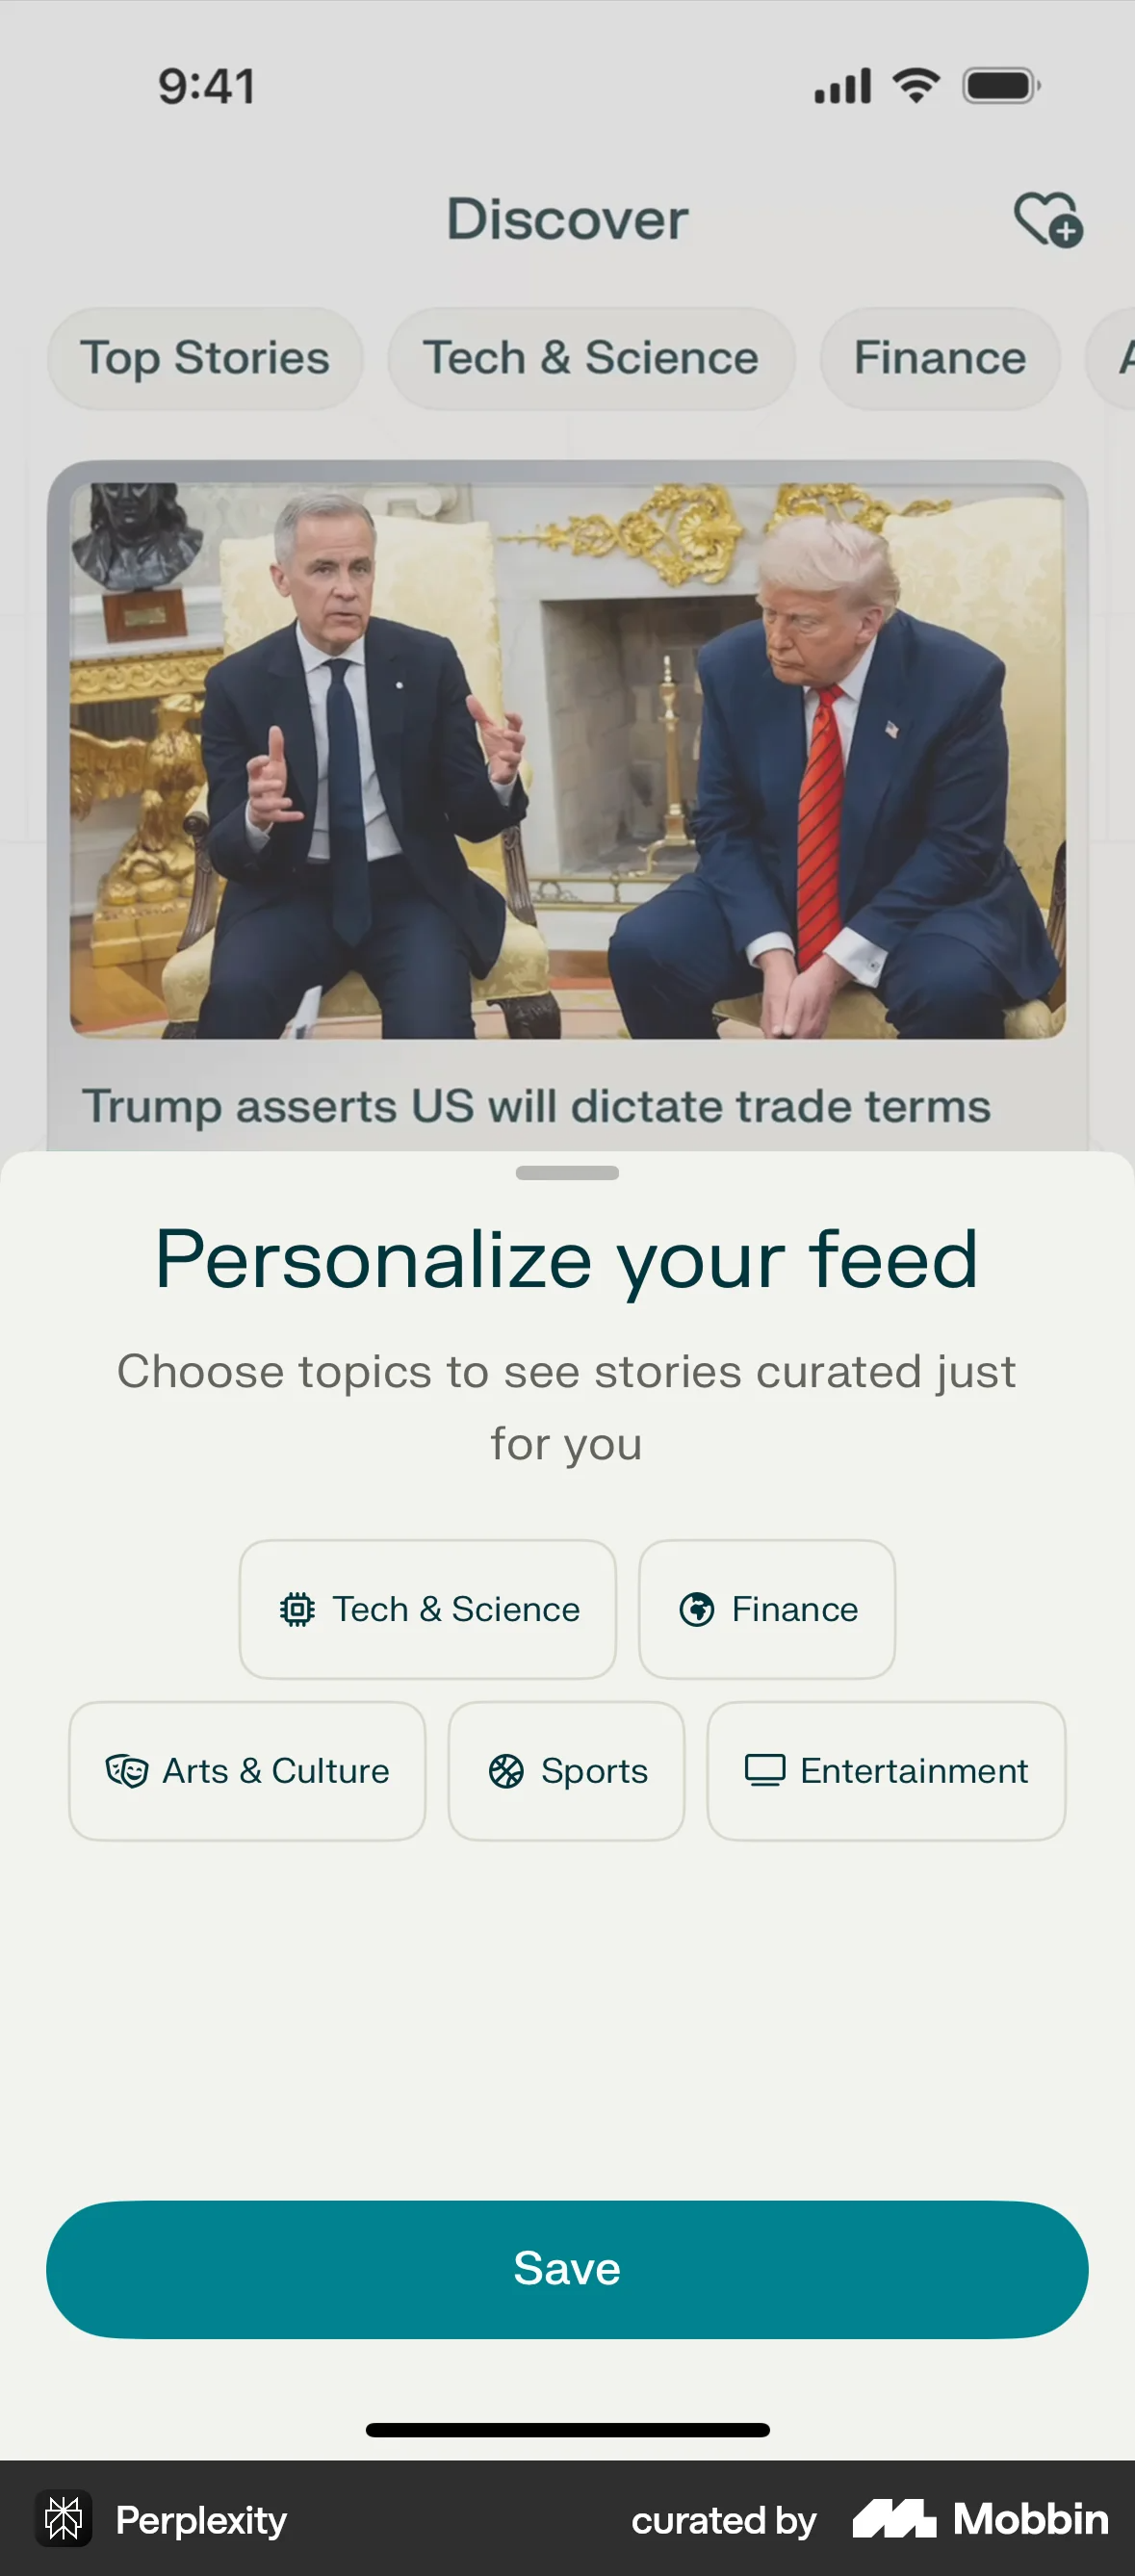 9:41
Discover
Top Stories
Tech & Science
Finance
A
Trump asserts US will dictate trade terms
Personalize your feed
Choose topics to see stories curated just
for you
Tech & Science
Finance
Arts & Culture
Sports
Entertainment
Save
Perplexity
curated by
Mobbin